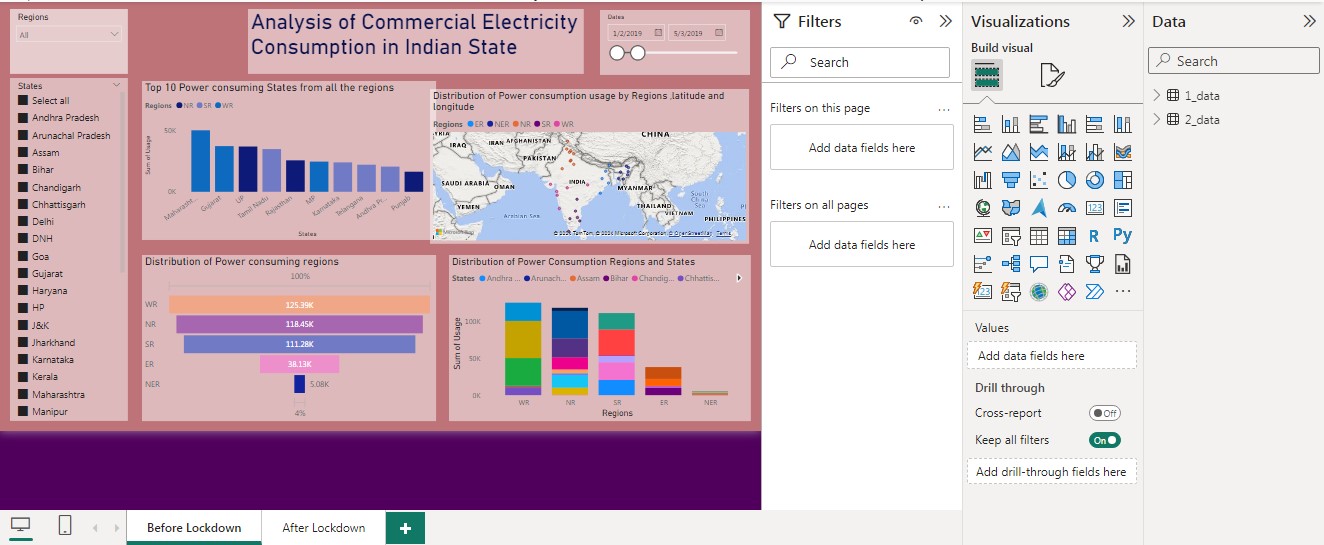 Regions
All
Analysis of Commercial Electricity
Consumption in Indian State
Dates
1/2/2019
5/3/2019
States
Select all
Andhra Pradesh
Arunachal Pradesh
Assam
Bihar
Chandigarh
Chhattisgarh
Delhi
DNH
Goa
Gujarat
Haryana
HP
J&K
Jharkhand
Karnataka
Kerala
Maharashtra
Manipur
Top 10 Power consuming States from all the regions
Regions NR SR WR
Sum of Usage
50K
0K
Maharasht...
Gujarat
UP
Tamil Nadu
Rajasthan
MP
Karnataka
Telangana
Andhra Pr...
Punjab
States
Distribution of Power consumption usage by Regions ,latitude and
longitude
Regions ER NER NR SR WR
CHINA
IRAQ
IRAN
AFGHANISTAN
PAKISTAN
SAUDI ARABIA
OMAN
INDIA
MYANMAR
YEMEN
Arabian Sea
THAILAND
VIETNAM
South
China
Sea
PHILIPPINES
Distribution of Power consuming regions
100%
WR 125.39K
NR 118.45K
SR 111.28K
ER 38.13K
NER 5.08K
4%
Distribution of Power Consumption Regions and States
States Andhra ... Arunach... Assam Bihar Chandig... Chhattis...
Sum of Usage
100K
50K
0K
WR NR SR ER NER
Regions
Before Lockdown
After Lockdown
+
Filters
Search
Filters on this page
...
Add data fields here
Filters on all pages
...
Add data fields here
Visualizations
Build visual
123
R
Py
123
...
Values
Add data fields here
Drill through
Cross-report Off
Keep all filters On
Add drill-through fields here
Data
Search
1_data
2_data